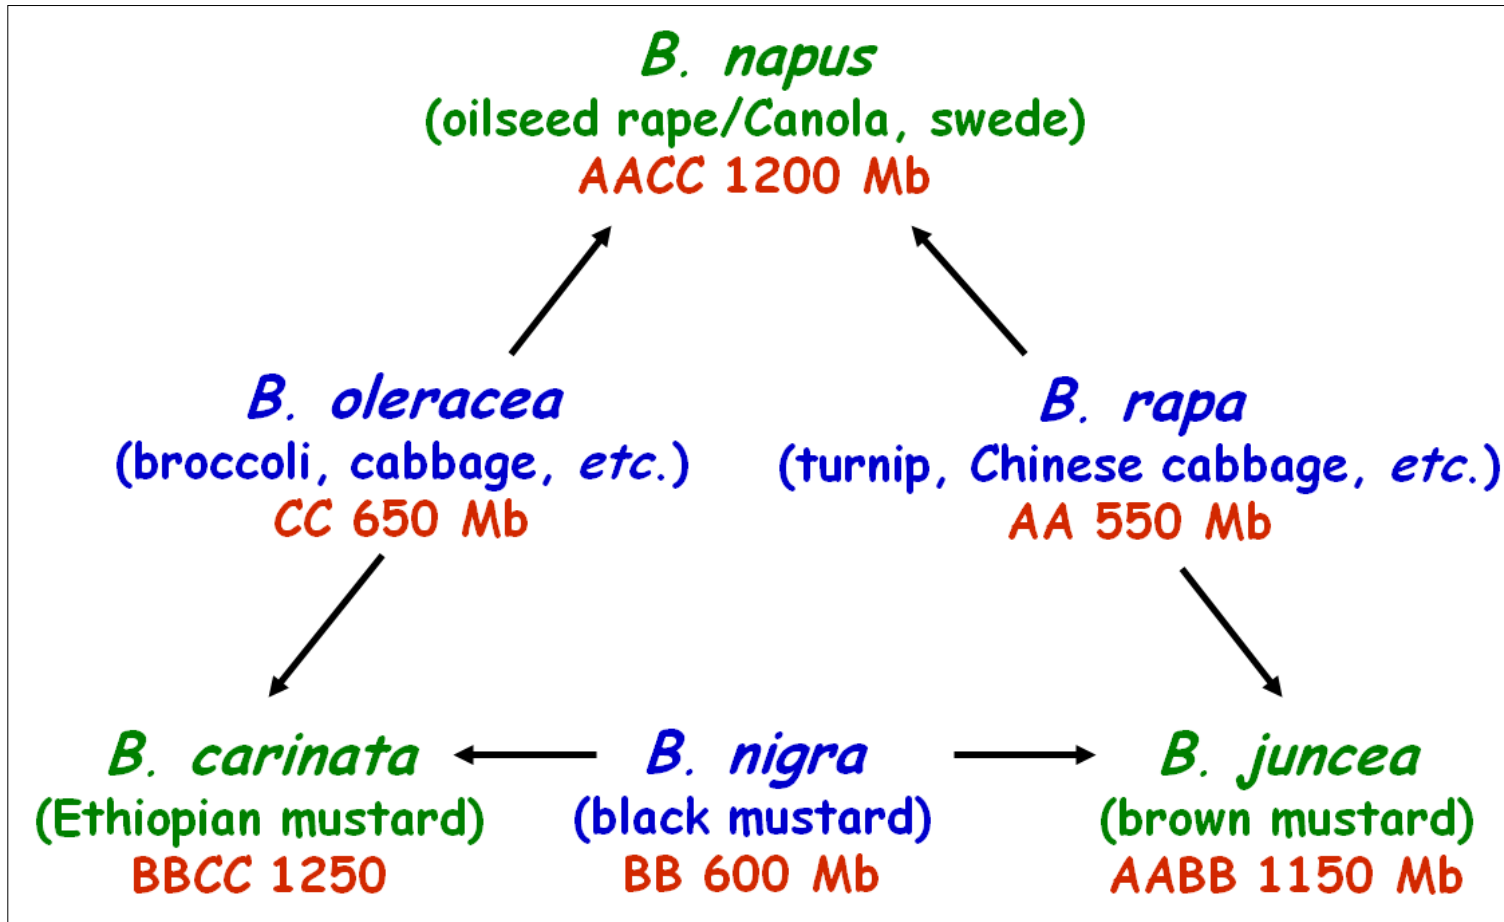 B. napus
(oilseed rape/Canola, swede)
AACC 1200 Mb
B. oleracea
(broccoli, cabbage, etc.)
CC 650 Mb
B. rapa
(turnip, Chinese cabbage, etc.)
AA 550 Mb
B. carinata
(Ethiopian mustard)
BBCC 1250
B. nigra
(black mustard)
BB 600 Mb
B. juncea
(brown mustard)
AABB 1150 Mb